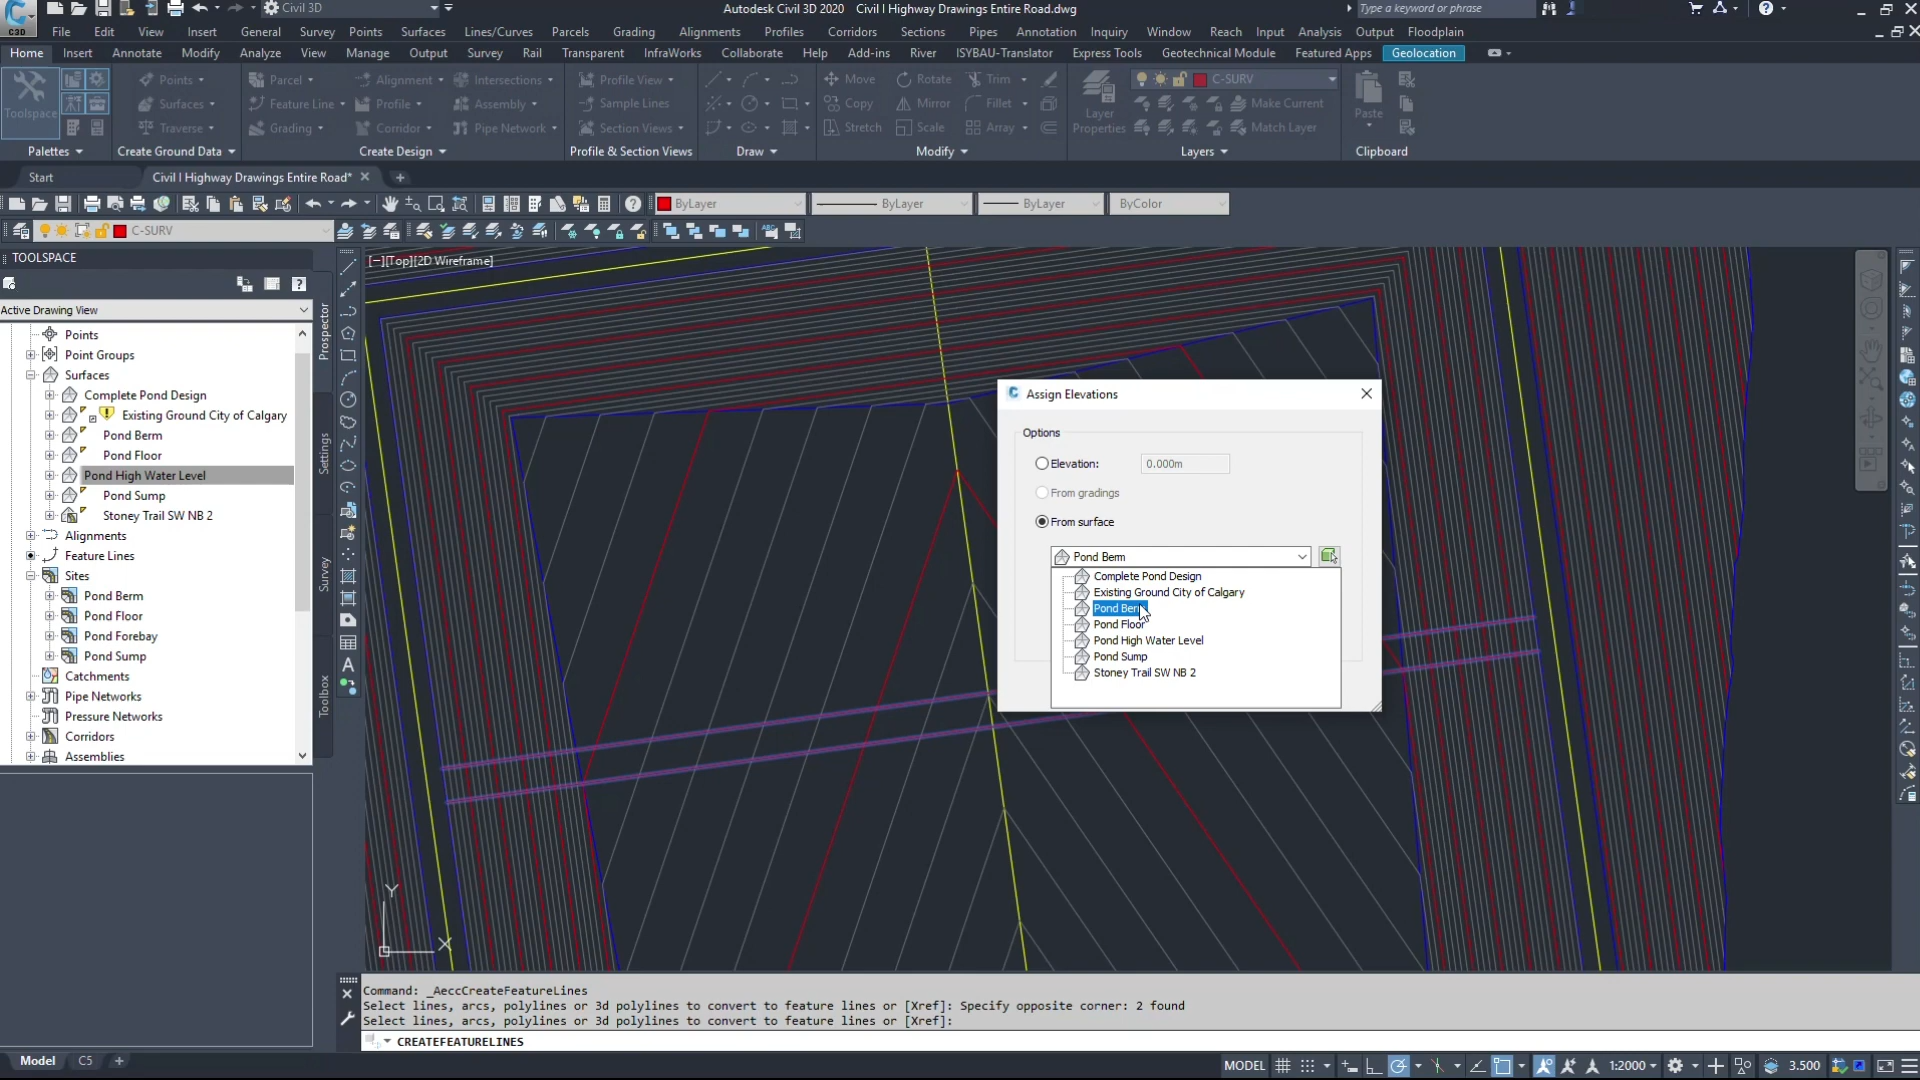 C3D
Civil 3D
Autodesk Civil 3D 2020 Civil I Highway Drawings Entire Road.dwg
Type a keyword or phrase
File Edit View Insert General Survey Points Surfaces Lines/Curves Parcels Grading Alignments Profiles Corridors Sections Pipes Annotation Inquiry Window Reach Input Analysis Output Floodplain
Home Insert Annotate Modify Analyze View Manage Output Survey Rail Transparent InfraWorks Collaborate Help Add-ins River ISYBAU-Translator Express Tools Geotechnical Module Featured Apps Geolocation
Points Parcel Alignment Intersections Profile View Move Rotate Trim C-SURV
Toolspace Surfaces Feature Line Profile Assembly Sample Lines Copy Mirror Fillet Make Current
Traverse Grading Corridor Pipe Network Section Views Stretch Scale Array Layer Properties Match Layer Paste
Palettes Create Ground Data Create Design Profile & Section Views Draw Modify Layers Clipboard
Start Civil I Highway Drawings Entire Road*
ByLayer ByLayer ByLayer ByColor
C-SURV
TOOLSPACE
[−][Top][2D Wireframe]
Active Drawing View
Prospector
Settings
Survey
Toolbox
Points
Point Groups
Surfaces
Complete Pond Design
Existing Ground City of Calgary
Pond Berm
Pond Floor
Pond High Water Level
Pond Sump
Stoney Trail SW NB 2
Alignments
Feature Lines
Sites
Pond Berm
Pond Floor
Pond Forebay
Pond Sump
Catchments
Pipe Networks
Pressure Networks
Corridors
Assemblies
Assign Elevations
Options
Elevation: 0.000m
From gradings
From surface
Pond Berm
Complete Pond Design
Existing Ground City of Calgary
Pond Berm
Pond Floor
Pond High Water Level
Pond Sump
Stoney Trail SW NB 2
Y
X
Command: _AeccCreateFeatureLines
Select lines, arcs, polylines or 3d polylines to convert to feature lines or [Xref]: Specify opposite corner: 2 found
Select lines, arcs, polylines or 3d polylines to convert to feature lines or [Xref]:
CREATEFEATURELINES
Model C5
MODEL 1:2000 3.500